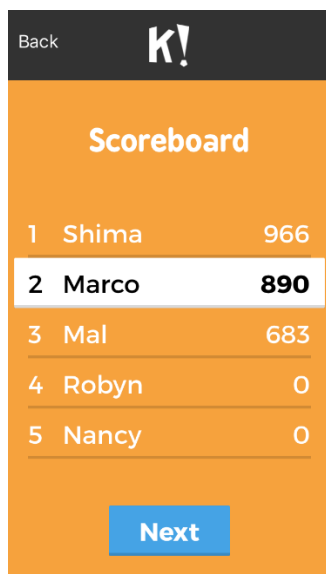 Back K!
Scoreboard
1 Shima 966
2 Marco 890
3 Mal 683
4 Robyn 0
5 Nancy 0
Next